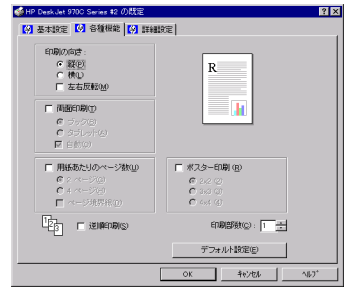 HP DeskJet 970C Series #2 の既定
基本設定 各種機能 詳細設定
印刷の向き:
縦(P)
横(L)
左右反転(M)
R
両面印刷(T)
ブック(B)
タブレット(A)
自動(O)
用紙あたりのページ数(U)
2 ページ(G)
4 ページ(E)
ページ境界線(D)
ポスター印刷(R)
2x2 (2)
3x3 (3)
4x4 (4)
123
逆順印刷(S)
印刷部数(C): 1
デフォルト設定(E)
OK キャンセル ヘルプ